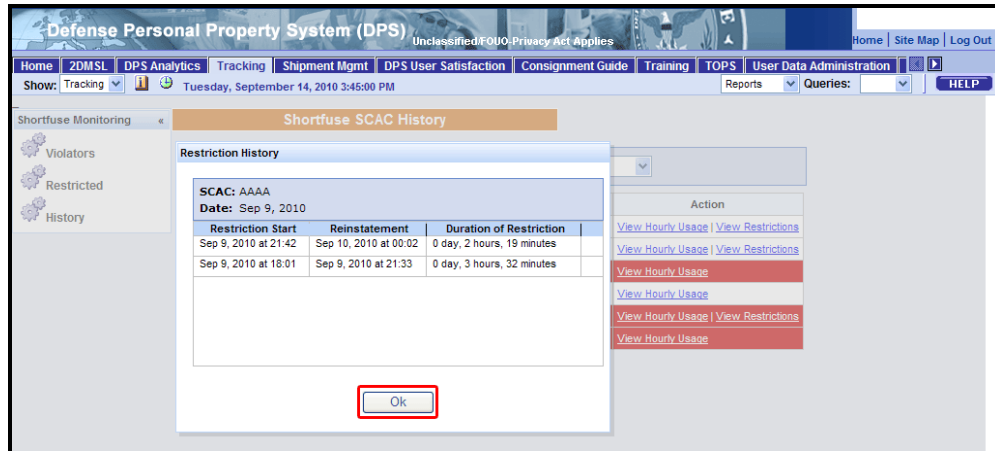 Defense Personal Property System (DPS) Unclassified/FOUO-Privacy Act Applies
Home | Site Map | Log Out
Home 2DMSL DPS Analytics Tracking Shipment Mgmt DPS User Satisfaction Consignment Guide Training TOPS User Data Administration
Show: Tracking Tuesday, September 14, 2010 3:45:00 PM Reports Queries: HELP
Shortfuse Monitoring «
Violators
Restricted
History
Shortfuse SCAC History
Restriction History
SCAC: AAAA
Date: Sep 9, 2010
Restriction Start Reinstatement Duration of Restriction
Sep 9, 2010 at 21:42 Sep 10, 2010 at 00:02 0 day, 2 hours, 19 minutes
Sep 9, 2010 at 18:01 Sep 9, 2010 at 21:33 0 day, 3 hours, 32 minutes
Ok
Action
View Hourly Usage | View Restrictions
View Hourly Usage | View Restrictions
View Hourly Usage
View Hourly Usage
View Hourly Usage | View Restrictions
View Hourly Usage